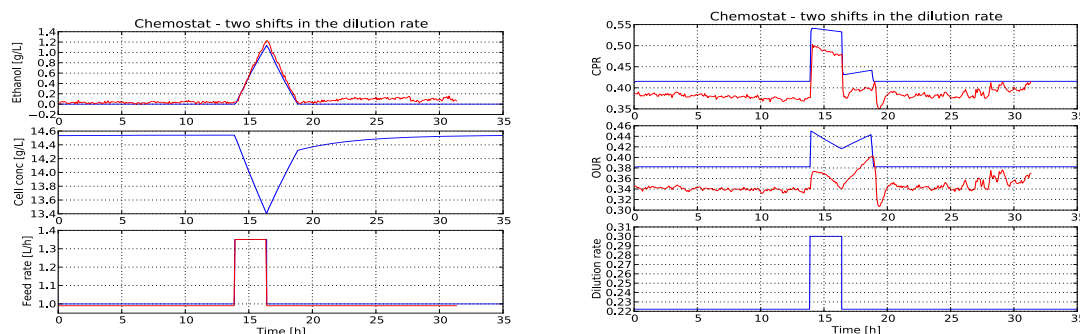 Chemostat - two shifts in the dilution rate
Ethanol [g/L]
1.4
1.2
1.0
0.8
0.6
0.4
0.2
0.0
−0.2
0 5 10 15 20 25 30 35
Cell conc [g/L]
14.6
14.4
14.2
14.0
13.8
13.6
13.4
0 5 10 15 20 25 30 35
Feed rate [L/h]
1.4
1.3
1.2
1.1
1.0
0 5 10 15 20 25 30 35
Time [h]
Chemostat - two shifts in the dilution rate
CPR
0.55
0.50
0.45
0.40
0.35
0 5 10 15 20 25 30 35
OUR
0.46
0.44
0.42
0.40
0.38
0.36
0.34
0.32
0.30
0 5 10 15 20 25 30 35
Dilution rate
0.31
0.30
0.29
0.28
0.27
0.26
0.25
0.24
0.23
0.22
0 5 10 15 20 25 30 35
Time [h]